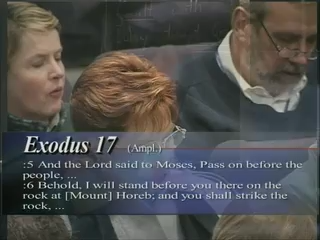 Exodus 17 (Ampl.)
:5 And the Lord said to Moses, Pass on before the
people, ...
:6 Behold, I will stand before you there on the
rock at [Mount] Horeb; and you shall strike the
rock, ...